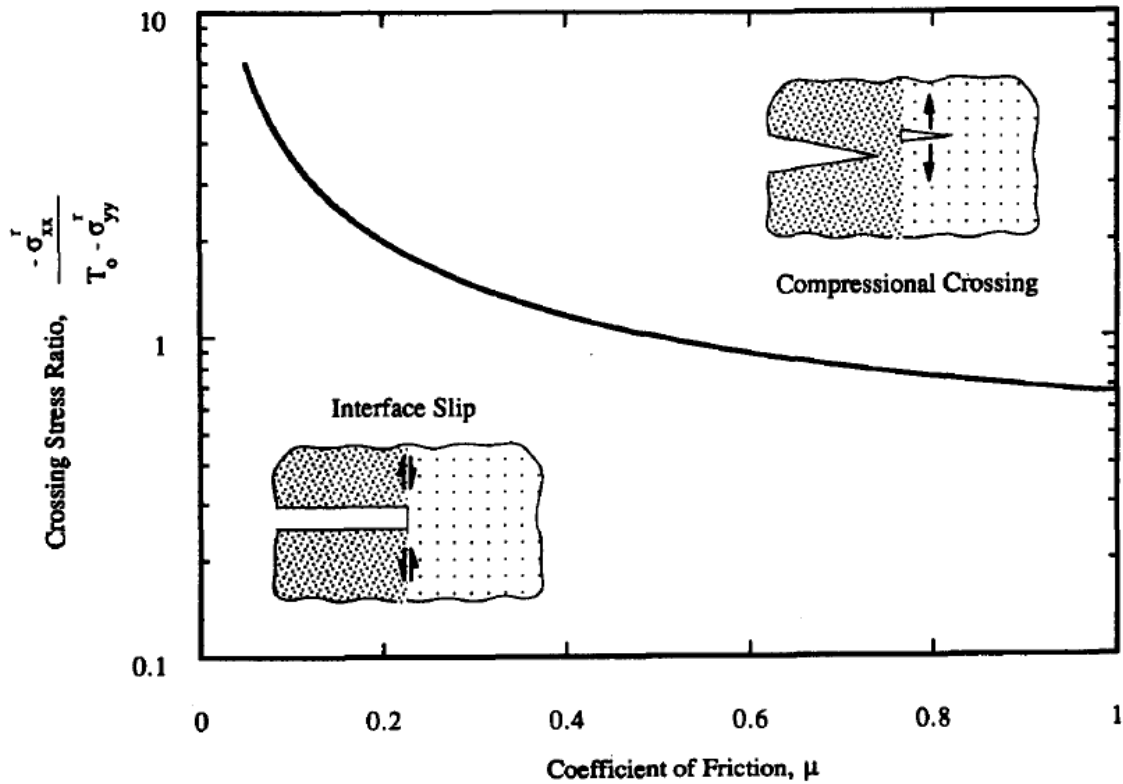 10
Crossing Stress Ratio, - σ r xx / T o - σ r yy
Compressional Crossing
1
Interface Slip
0.1
0 0.2 0.4 0.6 0.8 1
Coefficient of Friction, μ